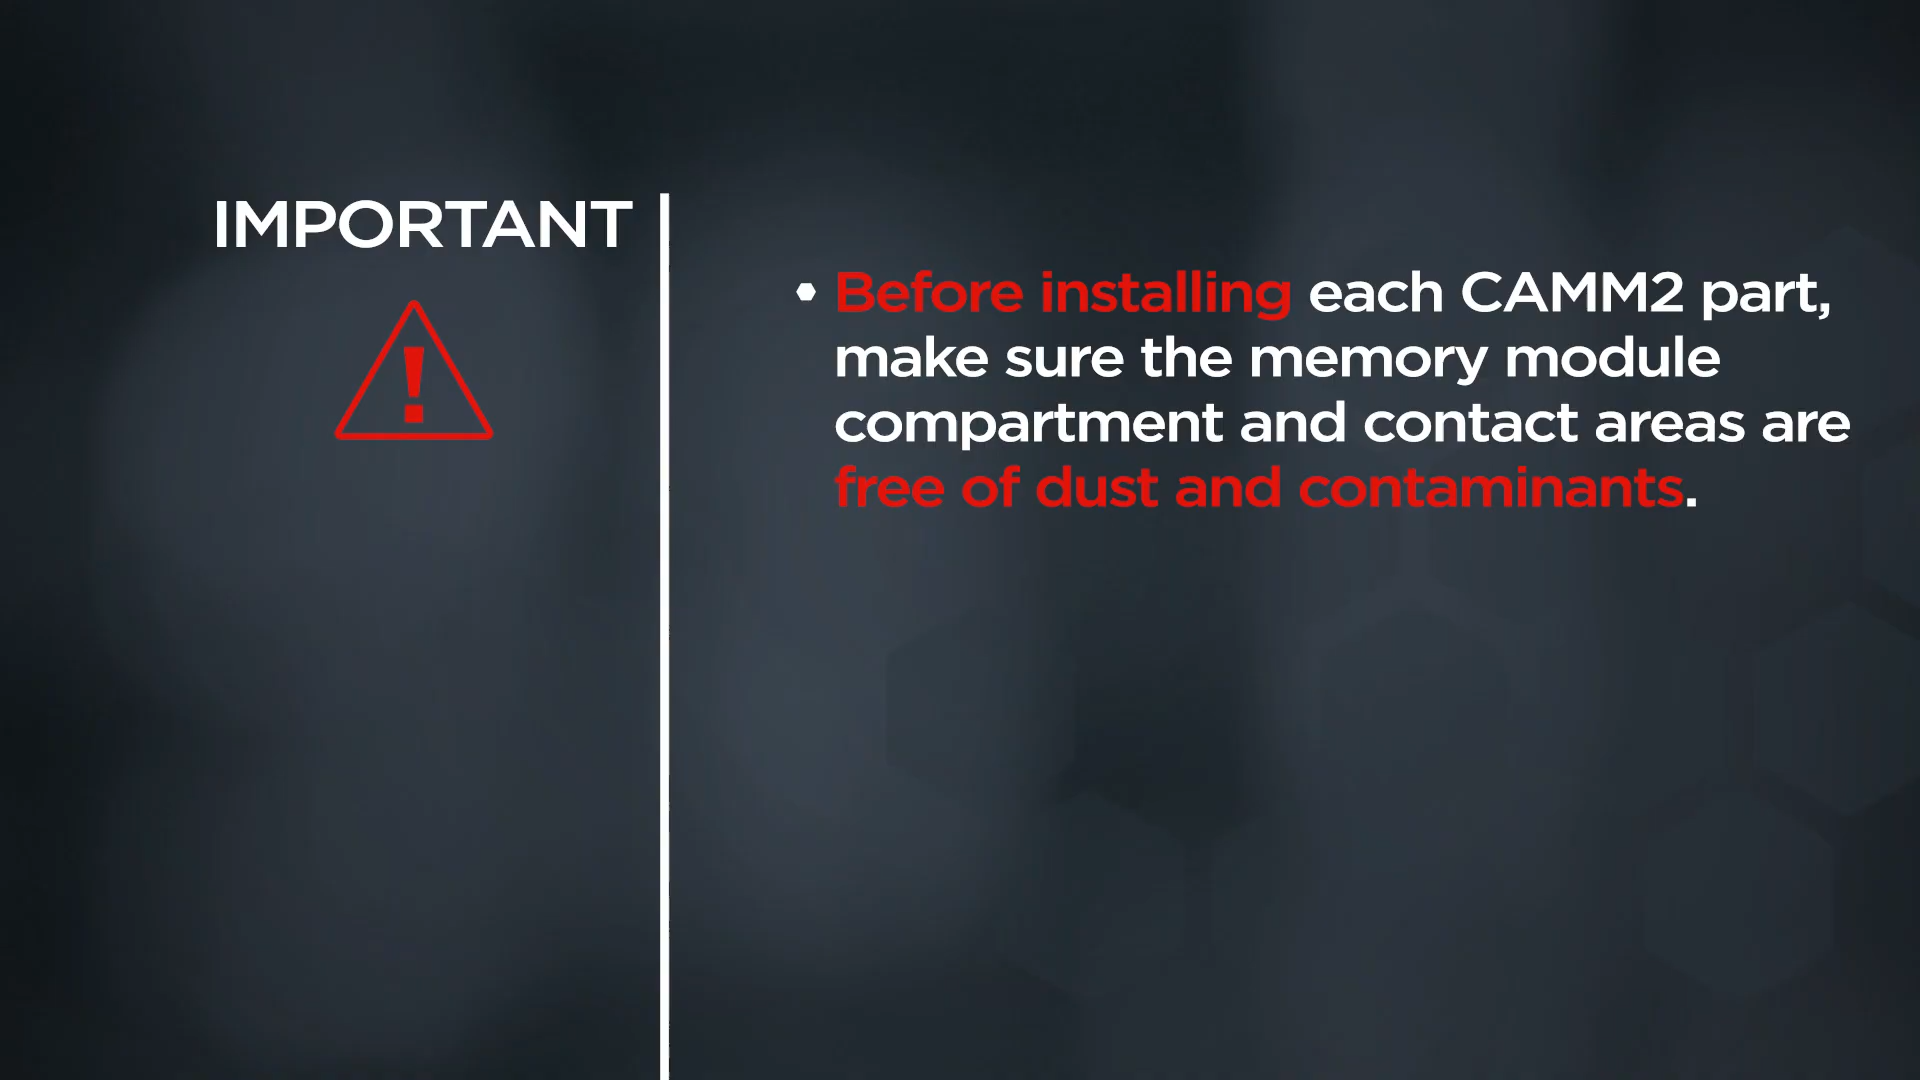 IMPORTANT
• Before installing each CAMM2 part,
make sure the memory module
compartment and contact areas are
free of dust and contaminants.